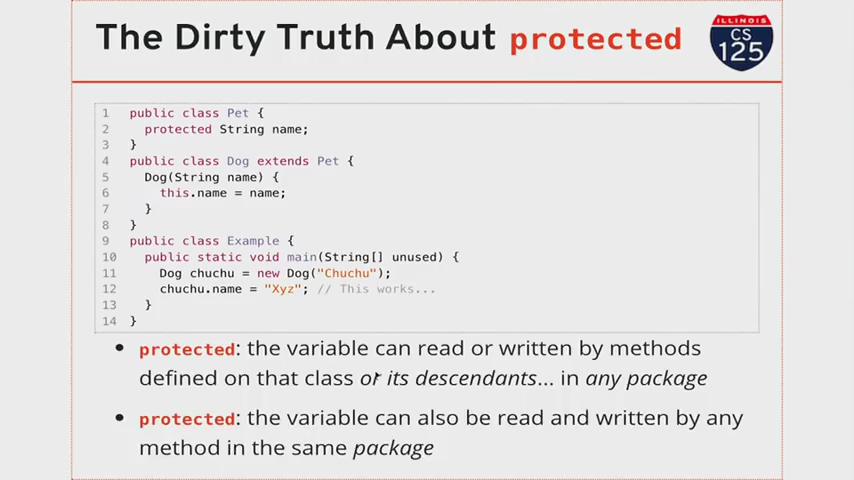 The Dirty Truth About protected
ILLINOIS
CS
125
1 public class Pet {
2   protected String name;
3 }
4 public class Dog extends Pet {
5   Dog(String name) {
6     this.name = name;
7   }
8 }
9 public class Example {
10   public static void main(String[] unused) {
11     Dog chuchu = new Dog("Chuchu");
12     chuchu.name = "Xyz"; // This works...
13   }
14 }
• protected: the variable can read or written by methods
defined on that class or its descendants... in any package
• protected: the variable can also be read and written by any
method in the same package